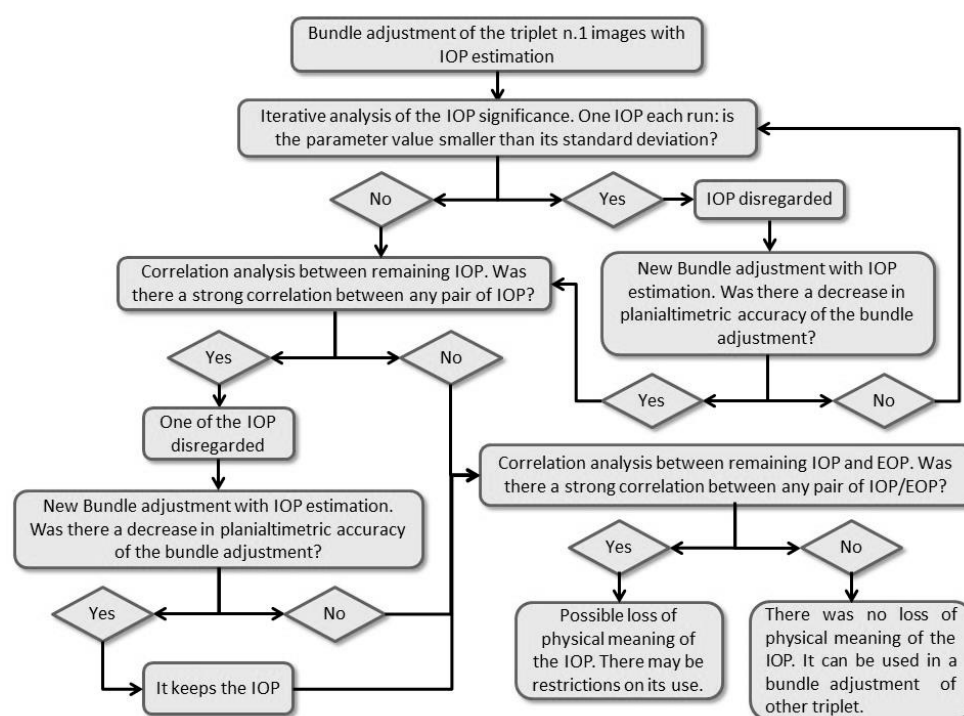 Bundle adjustment of the triplet n.1 images with
IOP estimation
Iterative analysis of the IOP significance. One IOP each run: is
the parameter value smaller than its standard deviation?
No
Yes
IOP disregarded
Correlation analysis between remaining IOP. Was
there a strong correlation between any pair of IOP?
New Bundle adjustment with IOP
estimation. Was there a decrease in
planialtimetric accuracy of the bundle
adjustment?
Yes
No
Yes
No
One of the IOP
disregarded
Correlation analysis between remaining IOP and EOP. Was
there a strong correlation between any pair of IOP/EOP?
New Bundle adjustment with IOP estimation.
Was there a decrease in planialtimetric accuracy
of the bundle adjustment?
Yes
No
Yes
No
It keeps the IOP
Possible loss of
physical meaning of
the IOP. There may be
restrictions on its use.
There was no loss of
physical meaning of the
IOP. It can be used in a
bundle adjustment of
other triplet.